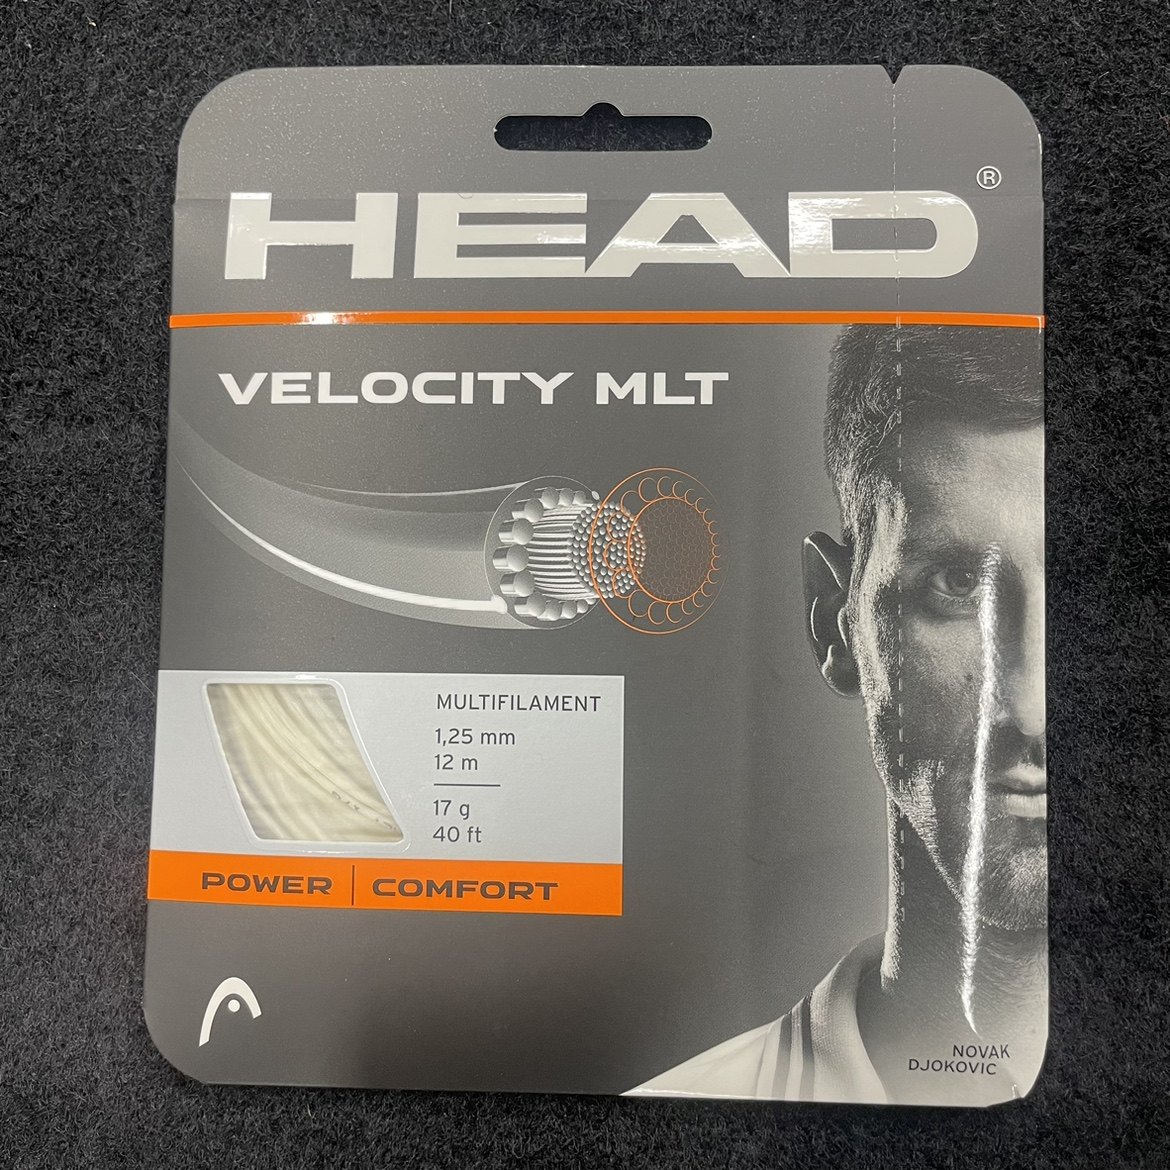 HEAD®
VELOCITY MLT
MULTIFILAMENT
1,25 mm
12 m
17 g
40 ft
POWER | COMFORT
NOVAK
DJOKOVIC